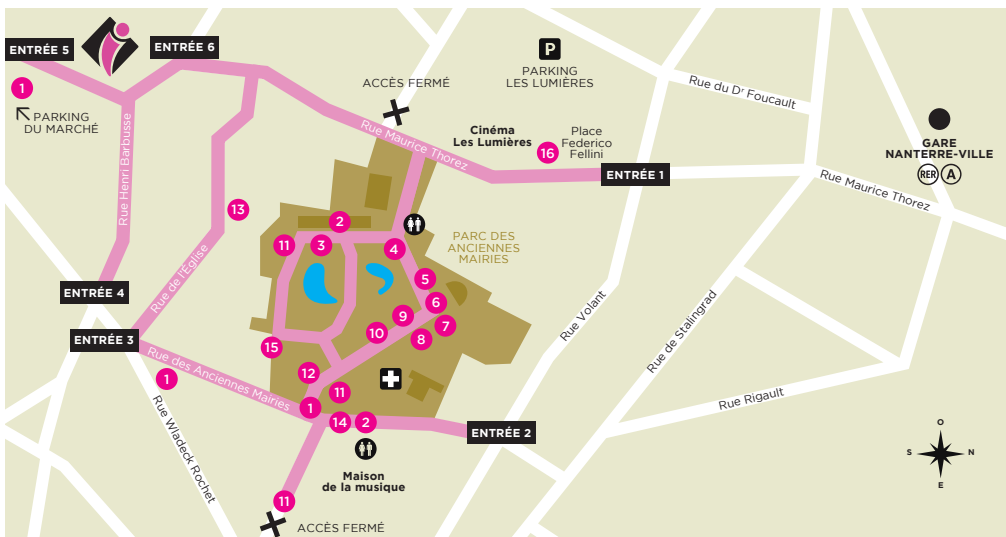 ENTRÉE 5
ENTRÉE 6
1
PARKING
DU MARCHÉ
Rue Henri Barbusse
ACCÈS FERMÉ
P
PARKING
LES LUMIÈRES
Rue Maurice Thorez
Cinéma
Les Lumières
16
Place
Federico
Fellini
ENTRÉE 1
Rue du Dr Foucault
GARE
NANTERRE-VILLE
RER A
Rue Maurice Thorez
13
2
11
3
4
PARC DES
ANCIENNES
MAIRIES
5
6
7
8
9
10
15
12
11
Rue de l'Église
ENTRÉE 4
ENTRÉE 3
1
Rue des Anciennes Mairies
Rue Wladeck Rochet
1
14
2
ENTRÉE 2
Maison
de la musique
11
ACCÈS FERMÉ
Rue Volant
Rue de Stalingrad
Rue Rigault
O
S
N
E